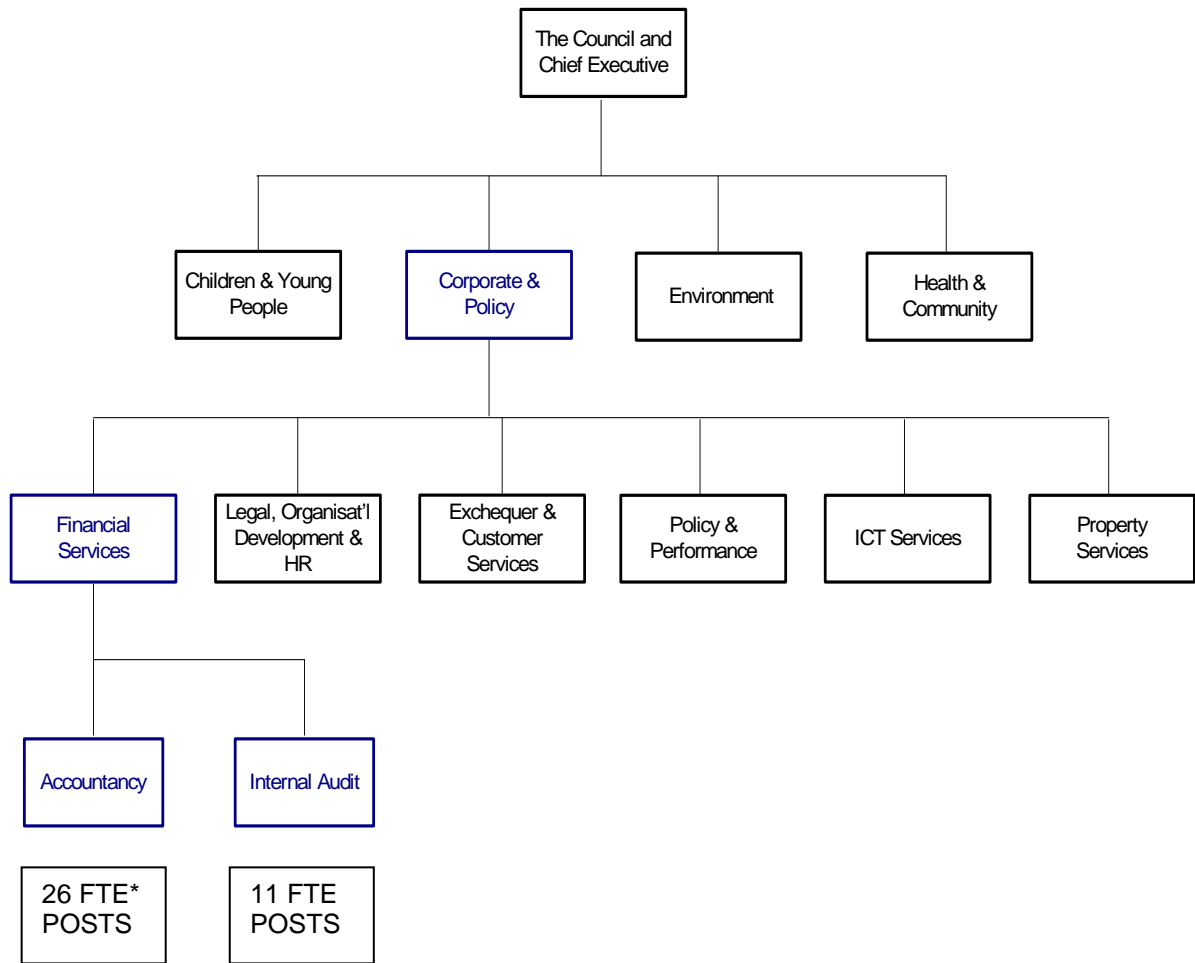 The Council and
Chief Executive
Children & Young
People
Corporate &
Policy
Environment
Health &
Community
Financial
Services
Legal, Organisat'l
Development &
HR
Exchequer &
Customer
Services
Policy &
Performance
ICT Services
Property
Services
Accountancy
Internal Audit
26 FTE*
POSTS
11 FTE
POSTS